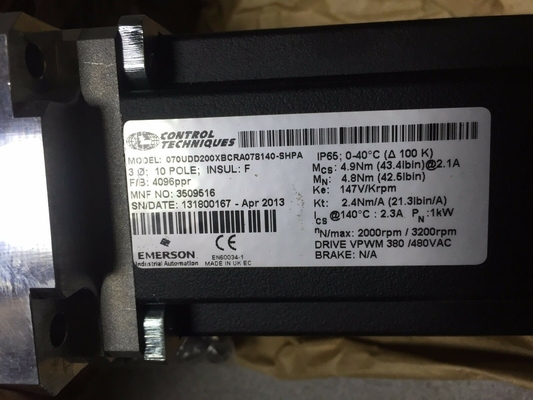 CONTROL
TECHNIQUES
MODEL: 070UDD200XBCRA078140-SHPA
3 Ø: 10 POLE; INSUL: F
F/B: 4096ppr
MNF NO: 3509516
SN/DATE: 131800167 - Apr 2013
EMERSON
Industrial Automation
CE
EN60034-1
MADE IN UK EC
IP65; 0-40°C (Δ 100 K)
Mcs: 4.9Nm (43.4lbin)@2.1A
MN: 4.8Nm (42.5lbin)
Ke: 147V/Krpm
Kt: 2.4Nm/A (21.3lbin/A)
Ics @140°C : 2.3A PN :1kW
nN/max: 2000rpm / 3200rpm
DRIVE VPWM 380 /480VAC
BRAKE: N/A